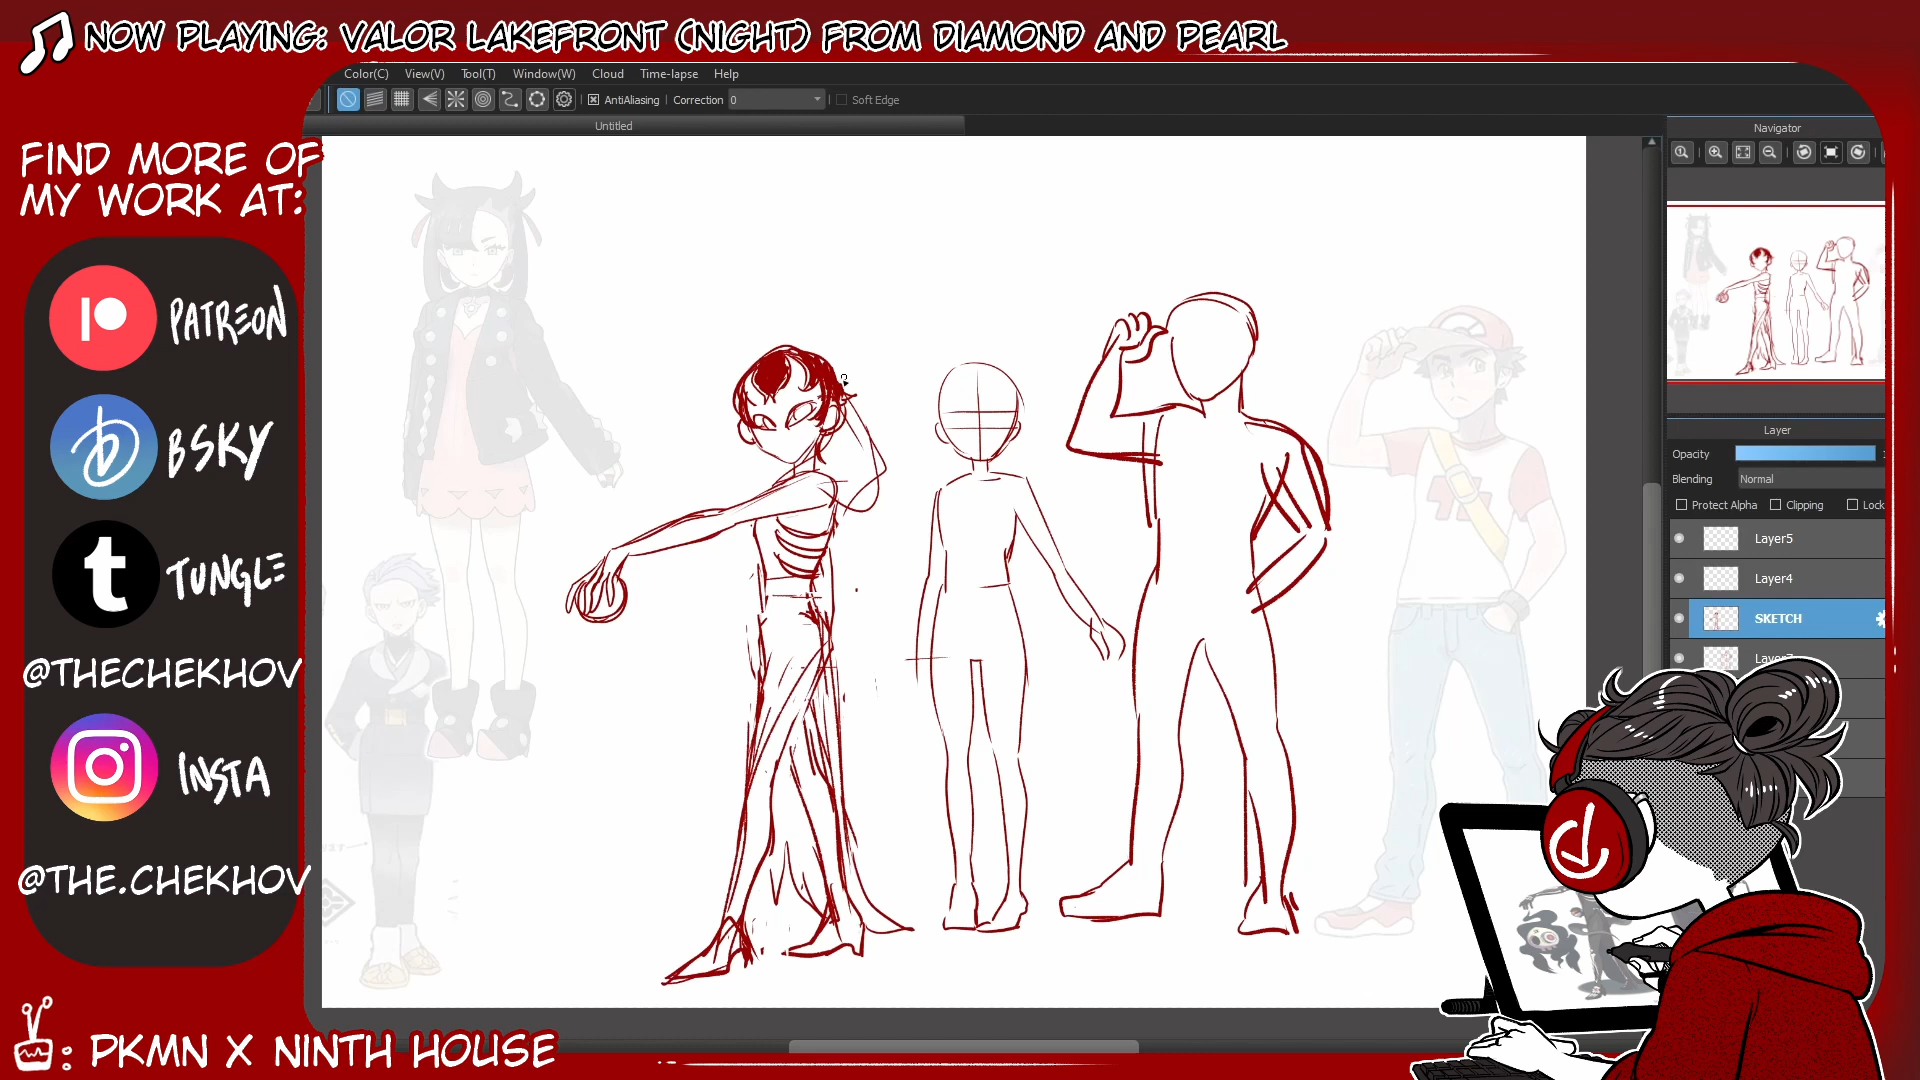 NOW PLAYING: VALOR LAKEFRONT (NIGHT) FROM DIAMOND AND PEARL
Color(C) View(V) Tool(T) Window(W) Cloud Time-lapse Help
AntiAliasing Correction 0 Soft Edge
Untitled
Navigator
FIND MORE OF
MY WORK AT:
PATREON
BSKY
TUNGLE
@THECHEKHOV
INSTA
@THE.CHEKHOV
Layer
Opacity
Blending Normal
Protect Alpha Clipping Lock
Layer5
Layer4
SKETCH
: PKMN X NINTH HOUSE